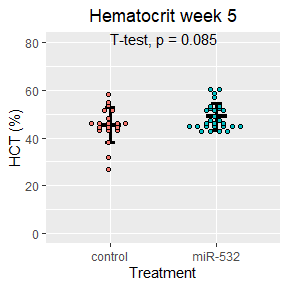 Hematocrit week 5
T-test, p = 0.085
HCT (%)
80
60
40
20
0
control miR-532
Treatment